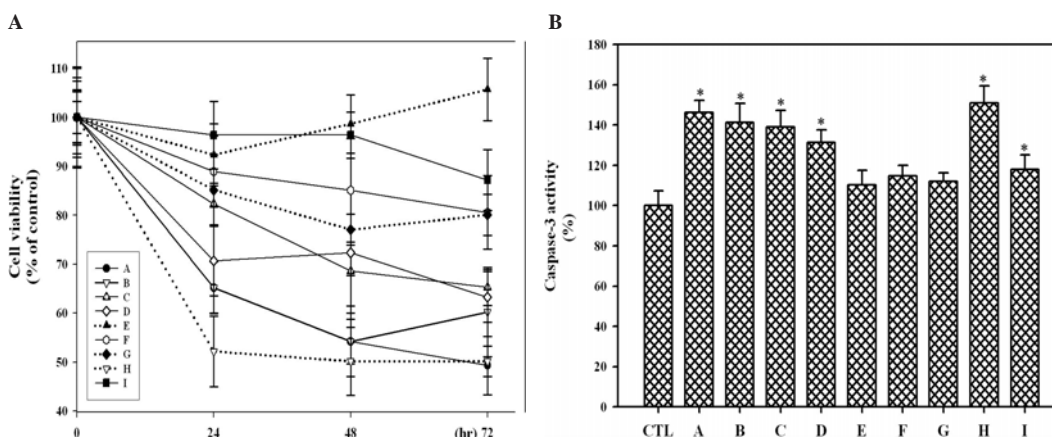 A
Cell viability
(% of control)
110
100
90
80
70
60
50
40
A
B
C
D
E
F
G
H
I
0
24
48
(hr) 72
B
Caspase-3 activity
(%)
180
160
140
120
100
80
60
40
20
0
*
*
*
*
*
*
CTL A B C D E F G H I